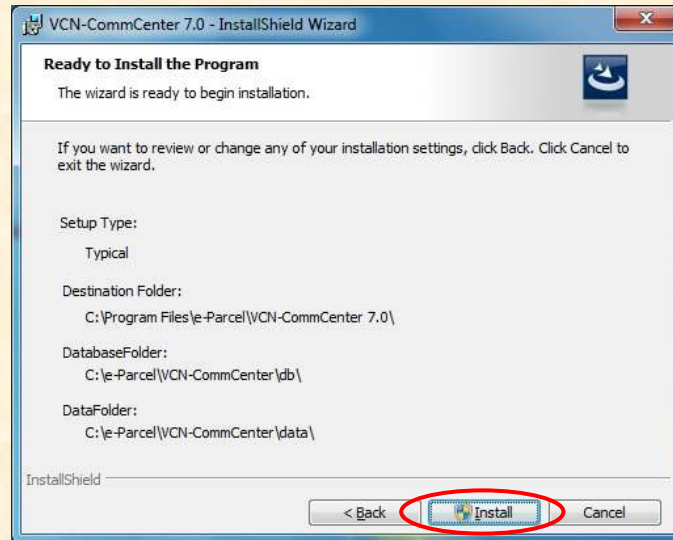 VCN-CommCenter 7.0 - InstallShield Wizard
Ready to Install the Program
The wizard is ready to begin installation.
If you want to review or change any of your installation settings, click Back. Click Cancel to
exit the wizard.
Setup Type:
Typical
Destination Folder:
C:\Program Files\e-Parcel\VCN-CommCenter 7.0\
DatabaseFolder:
C:\e-Parcel\VCN-CommCenter\db\
DataFolder:
C:\e-Parcel\VCN-CommCenter\data\
InstallShield
< Back Install Cancel